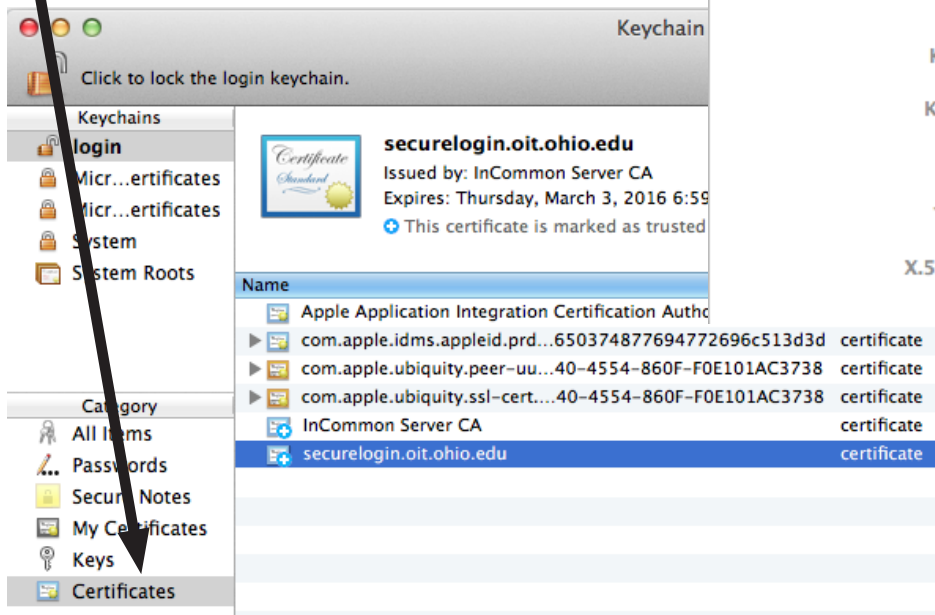 Keychain
Click to lock the login keychain.
Keychains
login
Micr...ertificates
Micr...ertificates
System
System Roots
Certificate
Standard
securelogin.oit.ohio.edu
Issued by: InCommon Server CA
Expires: Thursday, March 3, 2016 6:59
This certificate is marked as trusted
K
K
X.5
Name
Apple Application Integration Certification Autho
com.apple.idms.appleid.prd...650374877694772696c513d3d certificate
com.apple.ubiquity.peer-uu...40-4554-860F-F0E101AC3738 certificate
com.apple.ubiquity.ssl-cert....40-4554-860F-F0E101AC3738 certificate
InCommon Server CA certificate
securelogin.oit.ohio.edu certificate
Category
All Items
Passwords
Secure Notes
My Certificates
Keys
Certificates